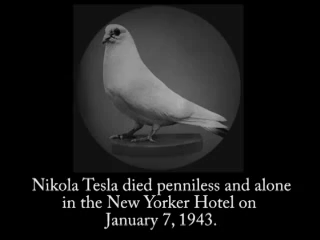 Nikola Tesla died penniless and alone
in the New Yorker Hotel on
January 7, 1943.